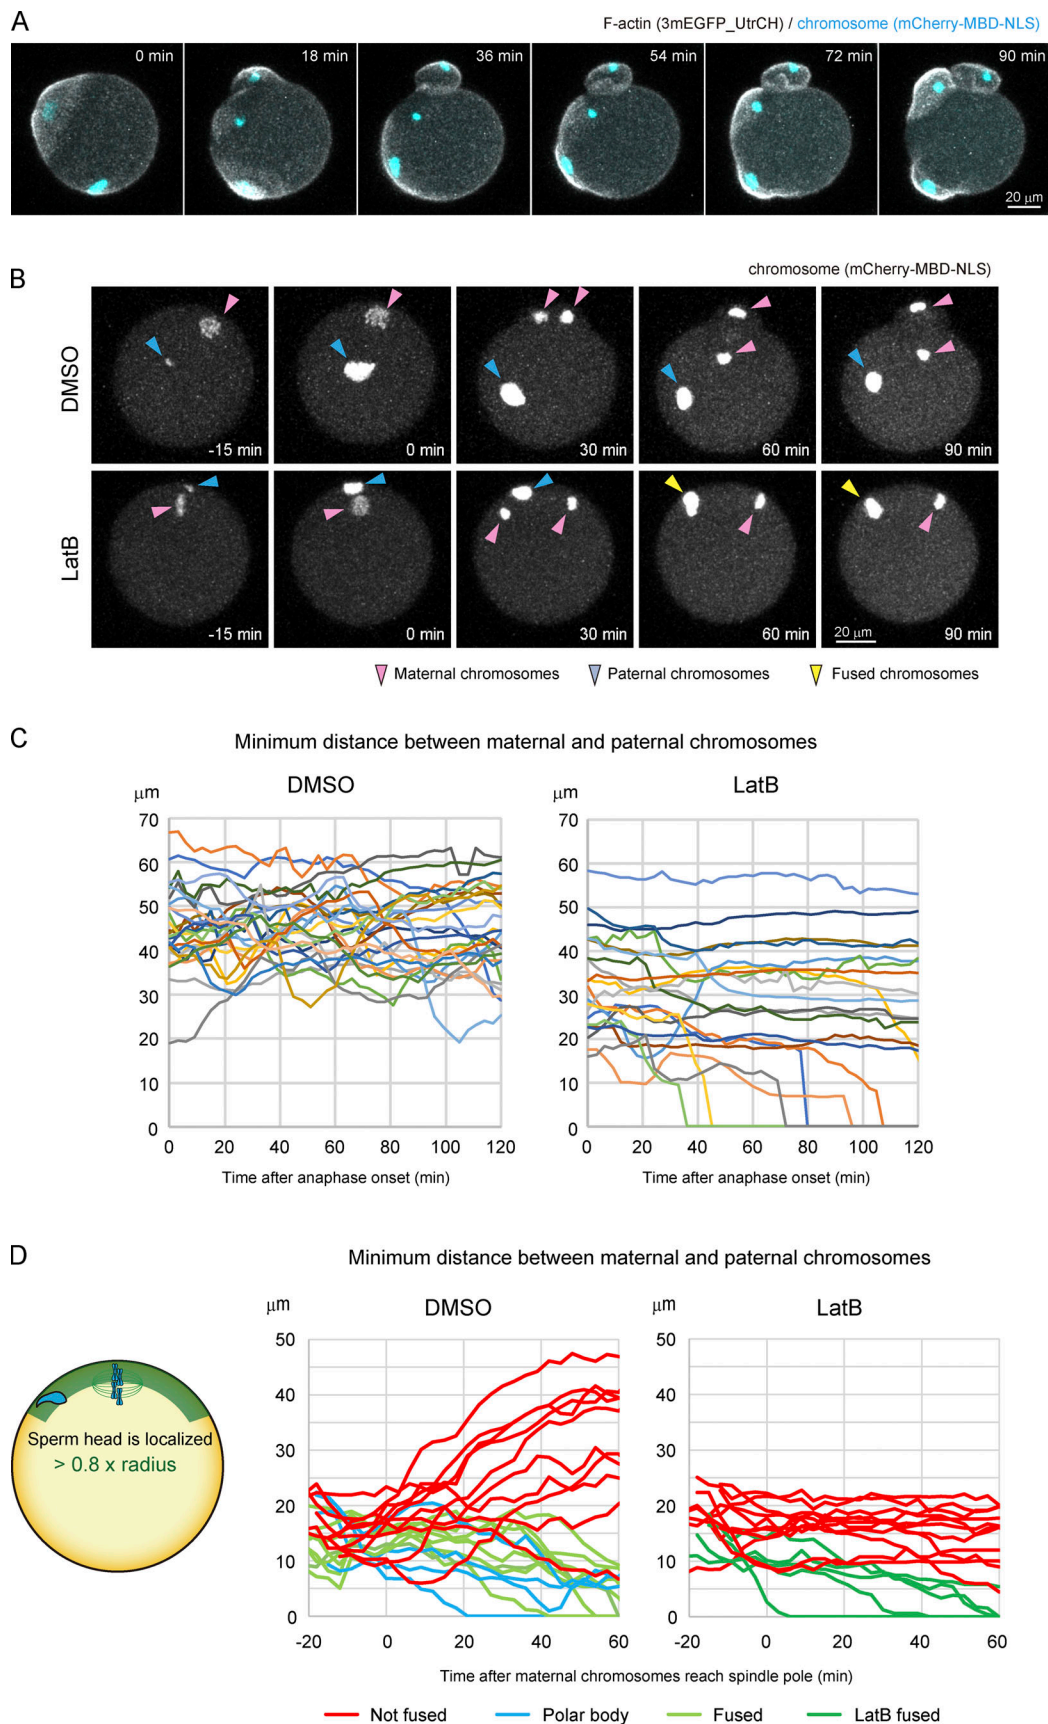 A
F-actin (3mEGFP_UtrCH) / chromosome (mCherry-MBD-NLS)
0 min 18 min 36 min 54 min 72 min 90 min
20 μm
B
chromosome (mCherry-MBD-NLS)
DMSO
-15 min 0 min 30 min 60 min 90 min
LatB
-15 min 0 min 30 min 60 min 20 μm 90 min
Maternal chromosomes Paternal chromosomes Fused chromosomes
C
Minimum distance between maternal and paternal chromosomes
DMSO LatB
μm μm
70 70
60 60
50 50
40 40
30 30
20 20
10 10
0 0
0 20 40 60 80 100 120 0 20 40 60 80 100 120
Time after anaphase onset (min) Time after anaphase onset (min)
D
Minimum distance between maternal and paternal chromosomes
DMSO LatB
μm μm
50 50
40 40
30 30
20 20
10 10
0 0
-20 0 20 40 60 -20 0 20 40 60
Sperm head is localized
> 0.8 x radius
Time after maternal chromosomes reach spindle pole (min)
Not fused Polar body Fused LatB fused